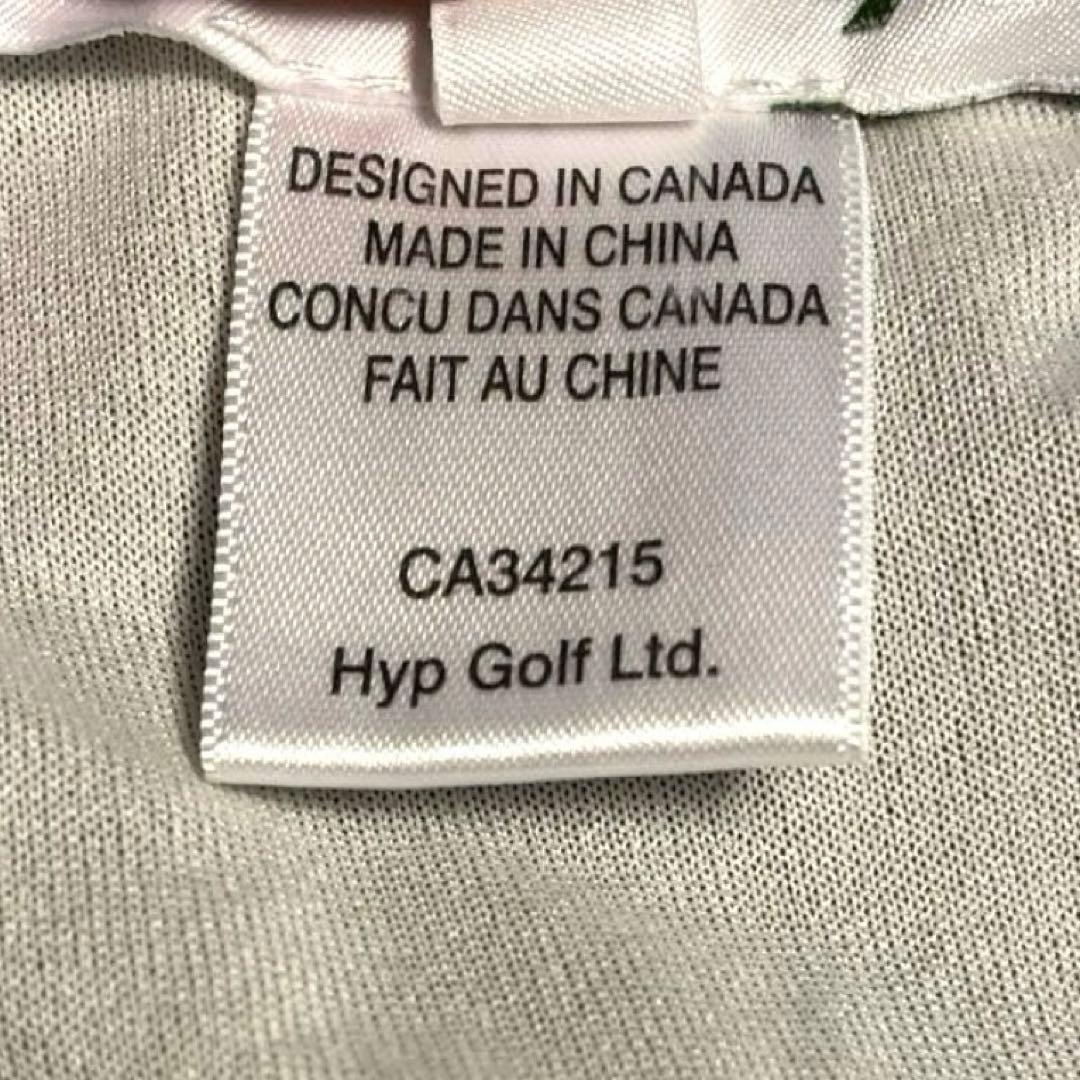 DESIGNED IN CANADA
MADE IN CHINA
CONCU DANS CANADA
FAIT AU CHINE
CA34215
Hyp Golf Ltd.